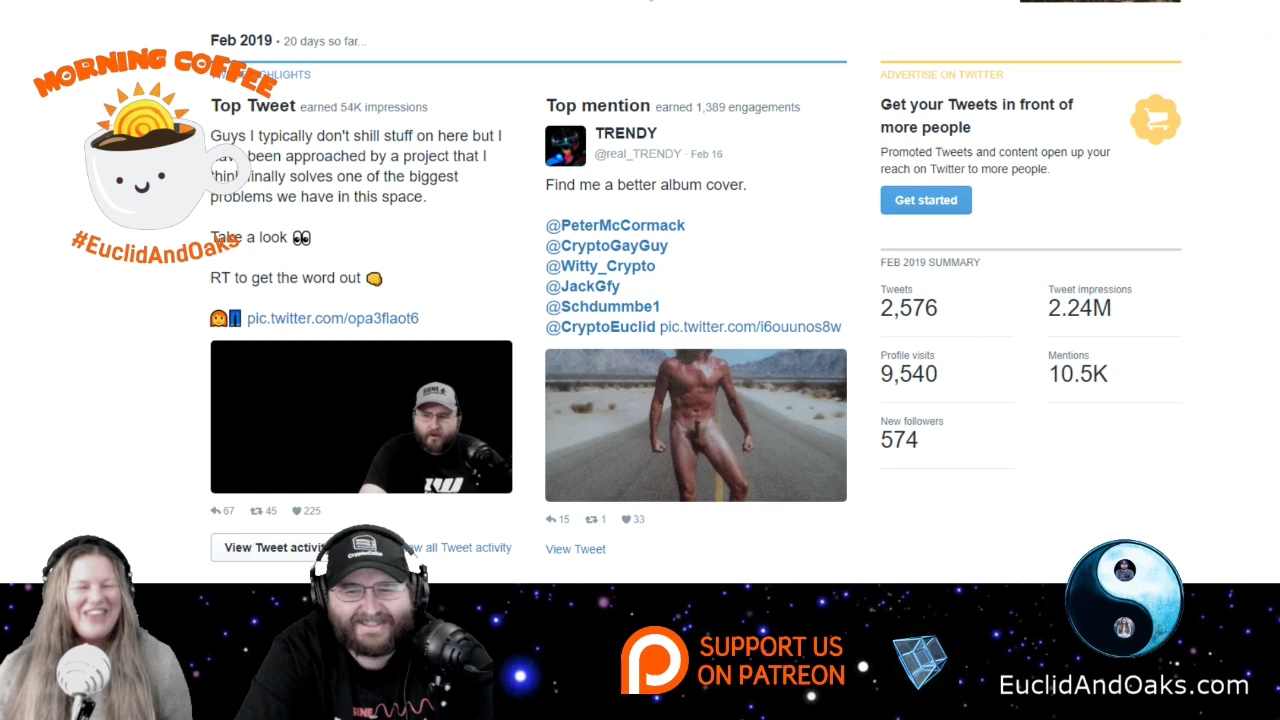 Feb 2019 • 20 days so far...
MORNING COFFEE
#EuclidAndOaks
HLIGHTS
Top Tweet earned 54K impressions
Guys I typically don't shill stuff on here but I
have been approached by a project that I
think finally solves one of the biggest
problems we have in this space.
Take a look 👀
RT to get the word out
pic.twitter.com/opa3flaot6
67 45 225
View Tweet activi
w all Tweet activity
Top mention earned 1,389 engagements
TRENDY
@real_TRENDY · Feb 16
Find me a better album cover.
@PeterMcCormack
@CryptoGayGuy
@Witty_Crypto
@JackGfy
@Schdummbe1
@CryptoEuclid pic.twitter.com/i6ouunos8w
15 1 33
View Tweet
ADVERTISE ON TWITTER
Get your Tweets in front of
more people
Promoted Tweets and content open up your
reach on Twitter to more people.
Get started
FEB 2019 SUMMARY
Tweets
2,576
Tweet impressions
2.24M
Profile visits
9,540
Mentions
10.5K
New followers
574
SUPPORT US
ON PATREON
EuclidAndOaks.com